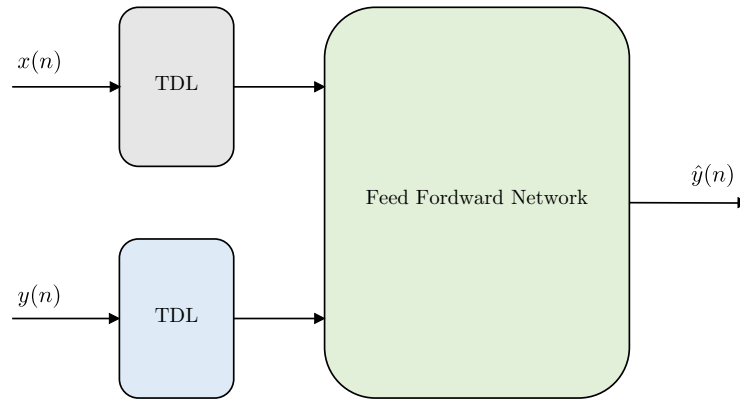 x(n)
TDL
Feed Fordward Network
ŷ(n)
y(n)
TDL